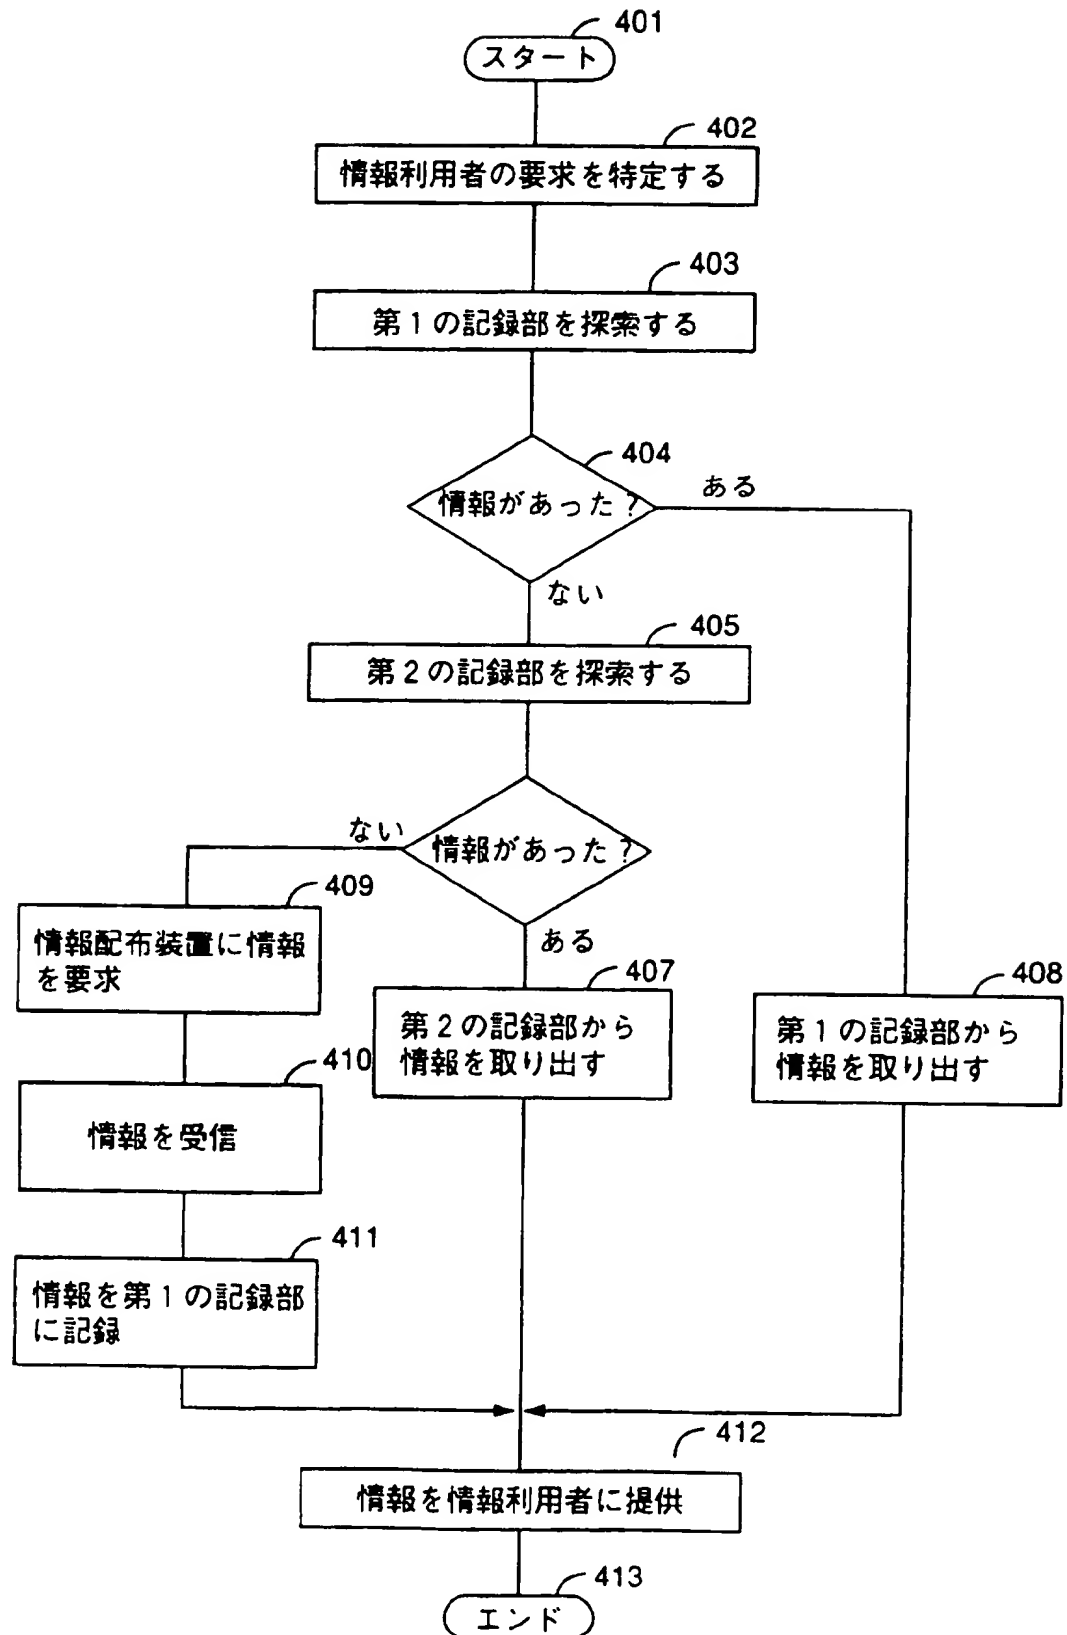 401
スタート
402
情報利用者の要求を特定する
403
第1の記録部を探索する
404
情報があった?
ある
ない
405
第2の記録部を探索する
情報があった?
ない
ある
409
情報配布装置に情報
を要求
407
第2の記録部から
情報を取り出す
408
第1の記録部から
情報を取り出す
410
情報を受信
411
情報を第1の記録部
に記録
412
情報を情報利用者に提供
413
エンド